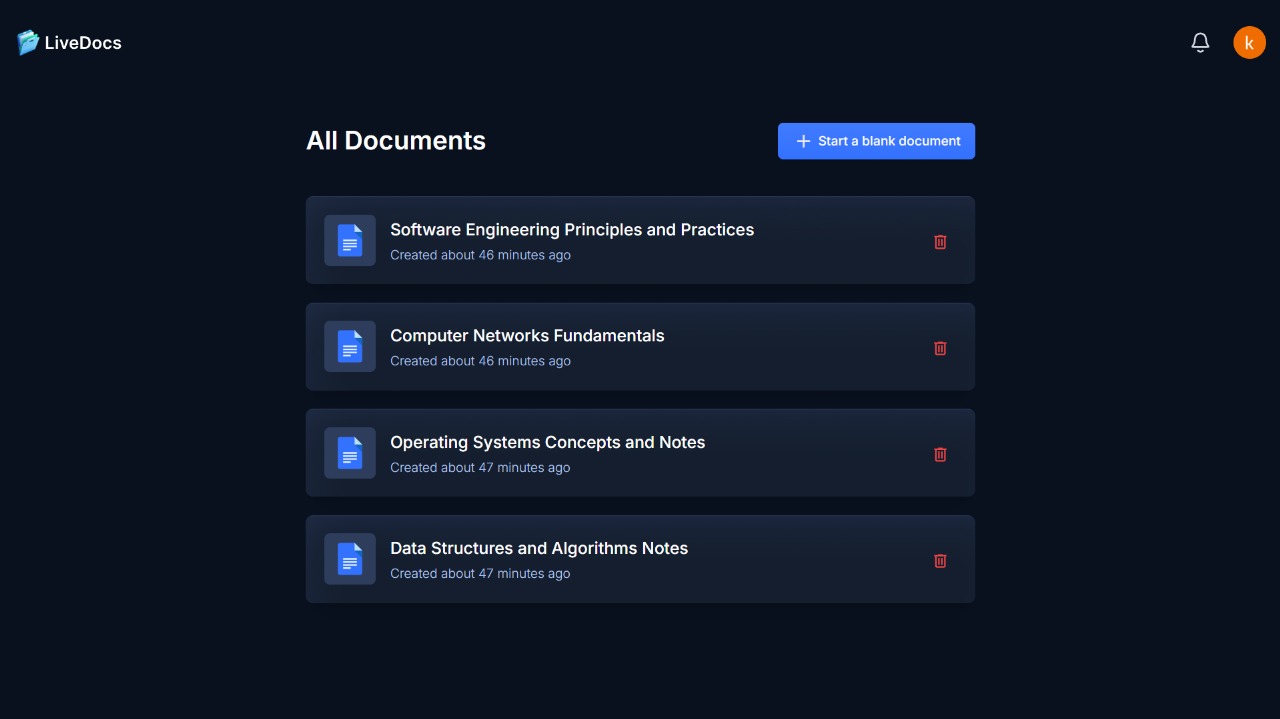 LiveDocs
k
All Documents
Start a blank document
Software Engineering Principles and Practices
Created about 46 minutes ago
Computer Networks Fundamentals
Created about 46 minutes ago
Operating Systems Concepts and Notes
Created about 47 minutes ago
Data Structures and Algorithms Notes
Created about 47 minutes ago